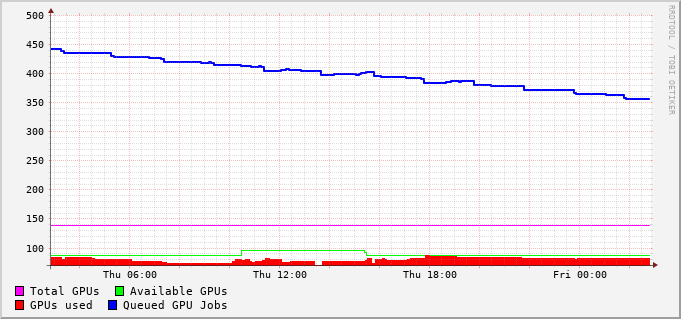 500
450
400
350
300
250
200
150
100
Thu 06:00 Thu 12:00 Thu 18:00 Fri 00:00
Total GPUs Available GPUs
GPUs used Queued GPU Jobs
RRDTOOL / TOBI OETIKER